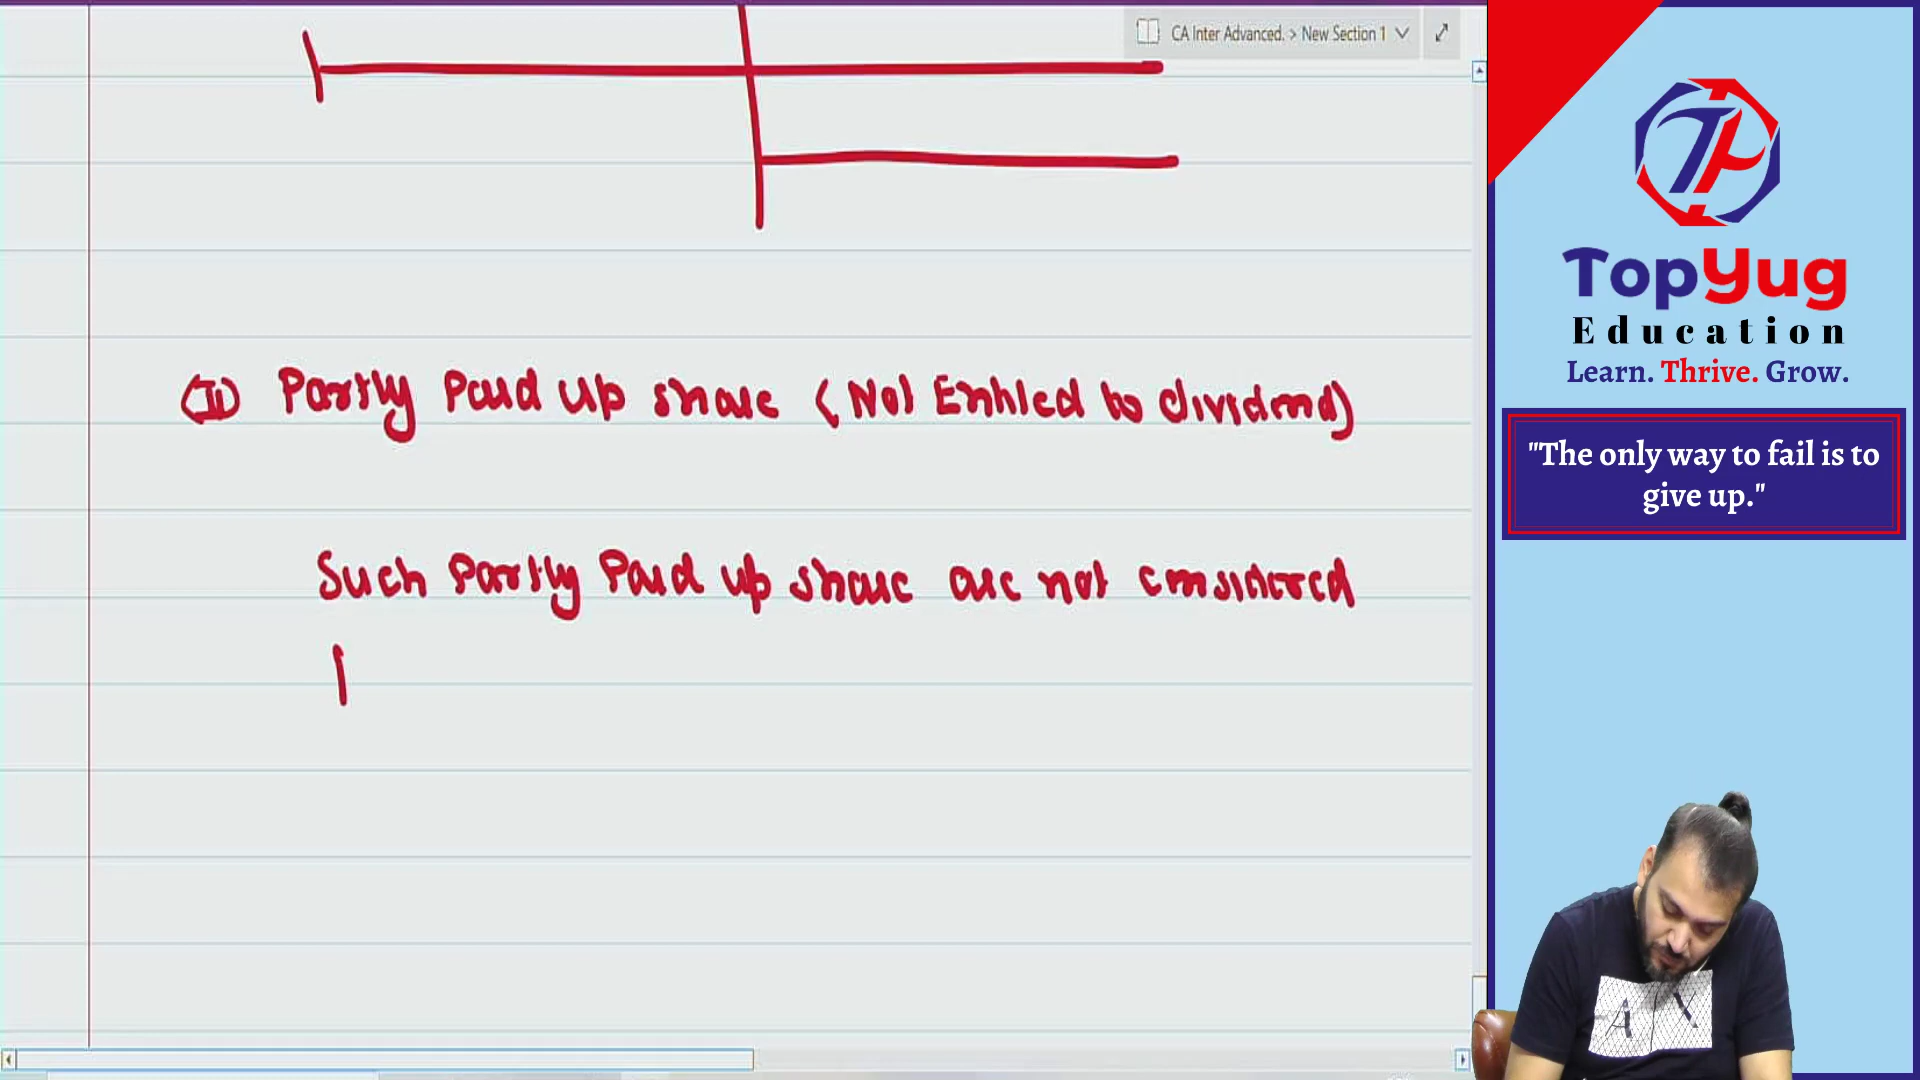 CA Inter Advanced. > New Section 1
(II) Partly Paid up share (Not Entitled to dividend)
Such Partly Paid up share are not considered
TopYug
Education
Learn. Thrive. Grow.
"The only way to fail is to
give up."
A X